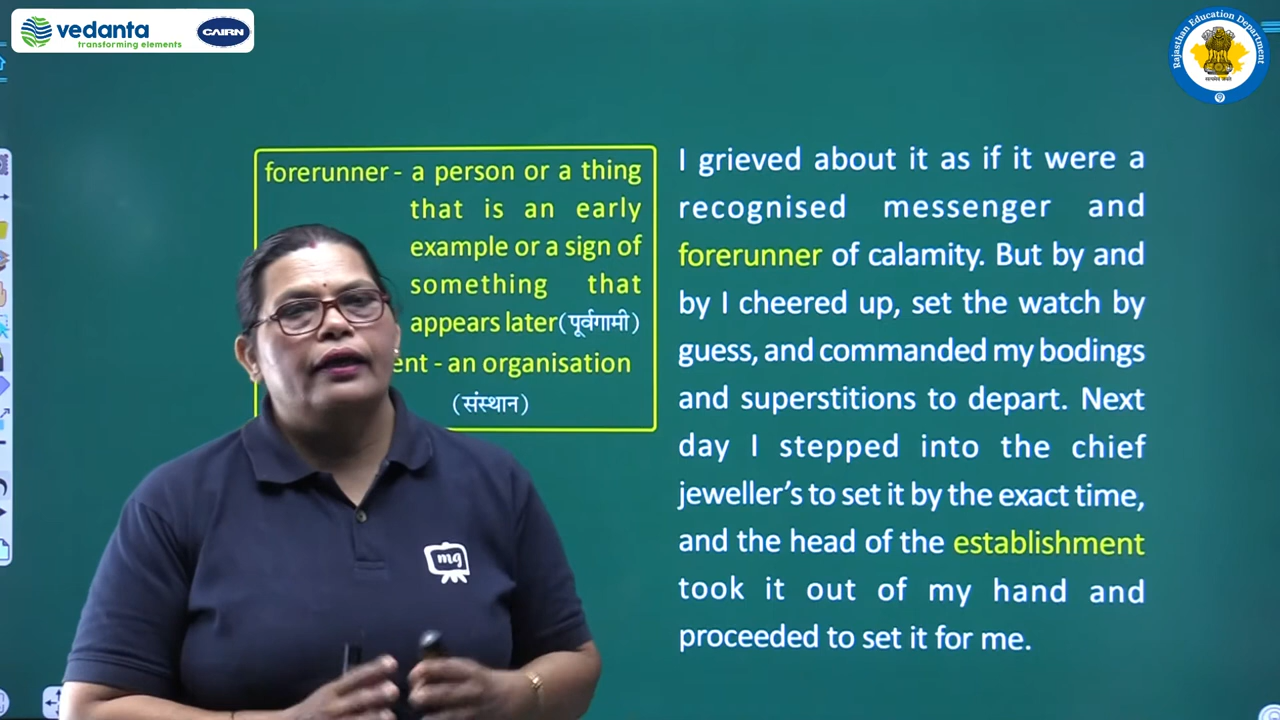 vedanta
transforming elements
CAIRN
Rajasthan Education Department
forerunner - a person or a thing
that is an early
example or a sign of
something that
appears later(पूर्वगामी)
ent - an organisation
(संस्थान)
I grieved about it as if it were a
recognised messenger and
forerunner of calamity. But by and
by I cheered up, set the watch by
guess, and commanded my bodings
and superstitions to depart. Next
day I stepped into the chief
jeweller's to set it by the exact time,
and the head of the establishment
took it out of my hand and
proceeded to set it for me.
mg